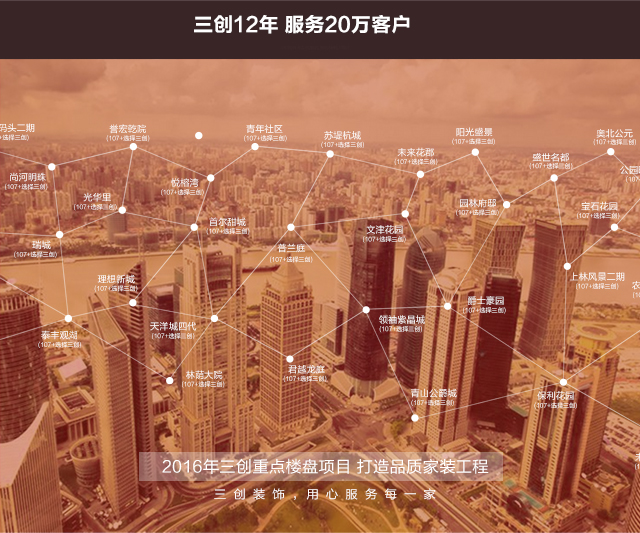 三创12年 服务20万客户
码头二期
选择三创)
誉宏晥院
(107+选择三创)
青年社区
(107+选择三创)
苏堤杭城
(107+选择三创)
未来花郡
(107+选择三创)
阳光盛景
(107+选择三创)
盛世名都
(107+选择三创)
奥北公元
(107+选择三创)
尚河明珠
(107+选择三创)
悦榕湾
(107+选择三创)
公园
(107+选
光华里
(107+选择三创)
园林府邸
(107+选择三创)
宝石花园
(107+选择三创)
首尔甜城
(107+选择三创)
文津花园
(107+选择三创)
瑞城
(107+选择三创)
普兰庭
(107+选择三创)
理想新城
(107+选择三创)
上林风景二期
(107+选择三创)
农
(10
爵士豪园
(107+选择三创)
泰丰观湖
(107+选择三创)
天洋城四代
(107+选择三创)
领袖紫晶城
(107+选择三创)
林荫大院
(107+选择三创)
君越龙庭
(107+选择三创)
青山公爵城
(107+选择三创)
保利花园
(107+选择三创)
2016年三创重点楼盘项目 打造品质家装工程
三创装饰,用心服务每一家